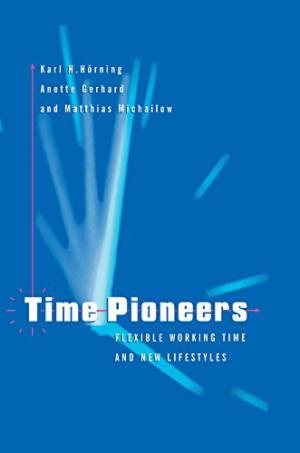 Karl H. Hörning
Anette Gerhard
and Matthias Michailow
Time Pioneers
FLEXIBLE WORKING TIME
AND NEW LIFESTYLES